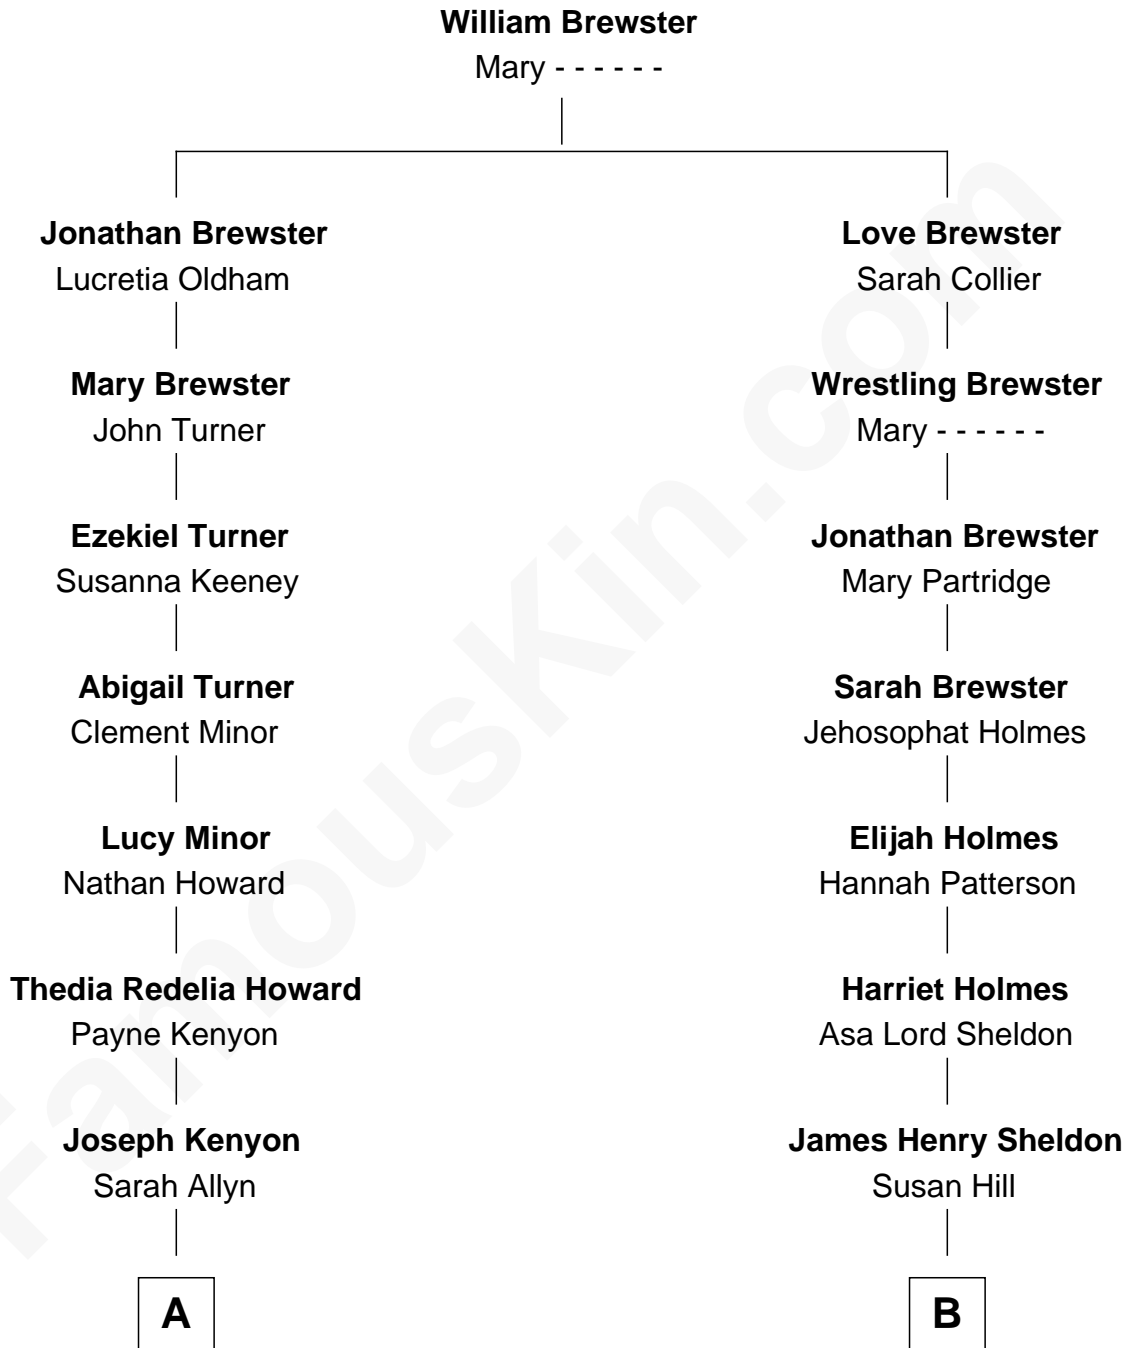 William Brewster
Mary - - - - - -
Jonathan Brewster
Lucretia Oldham
Love Brewster
Sarah Collier
Mary Brewster
John Turner
Wrestling Brewster
Mary - - - - - -
Ezekiel Turner
Susanna Keeney
Jonathan Brewster
Mary Partridge
Abigail Turner
Clement Minor
Sarah Brewster
Jehosophat Holmes
Lucy Minor
Nathan Howard
Elijah Holmes
Hannah Patterson
Thedia Redelia Howard
Payne Kenyon
Harriet Holmes
Asa Lord Sheldon
Joseph Kenyon
Sarah Allyn
James Henry Sheldon
Susan Hill
A
B
FamousKin.com